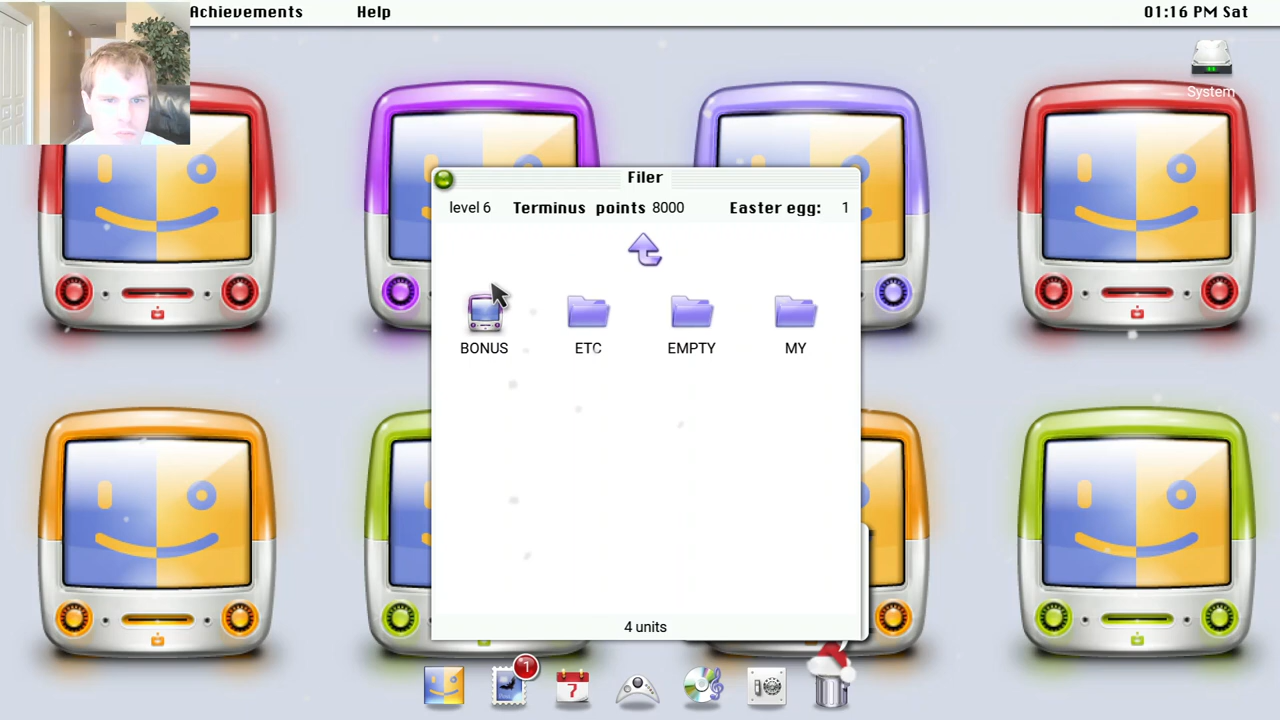 Achievements Help 01:16 PM Sat
System
Filer
level 6 Terminus points 8000 Easter egg: 1
BONUS ETC EMPTY MY
4 units
1
7